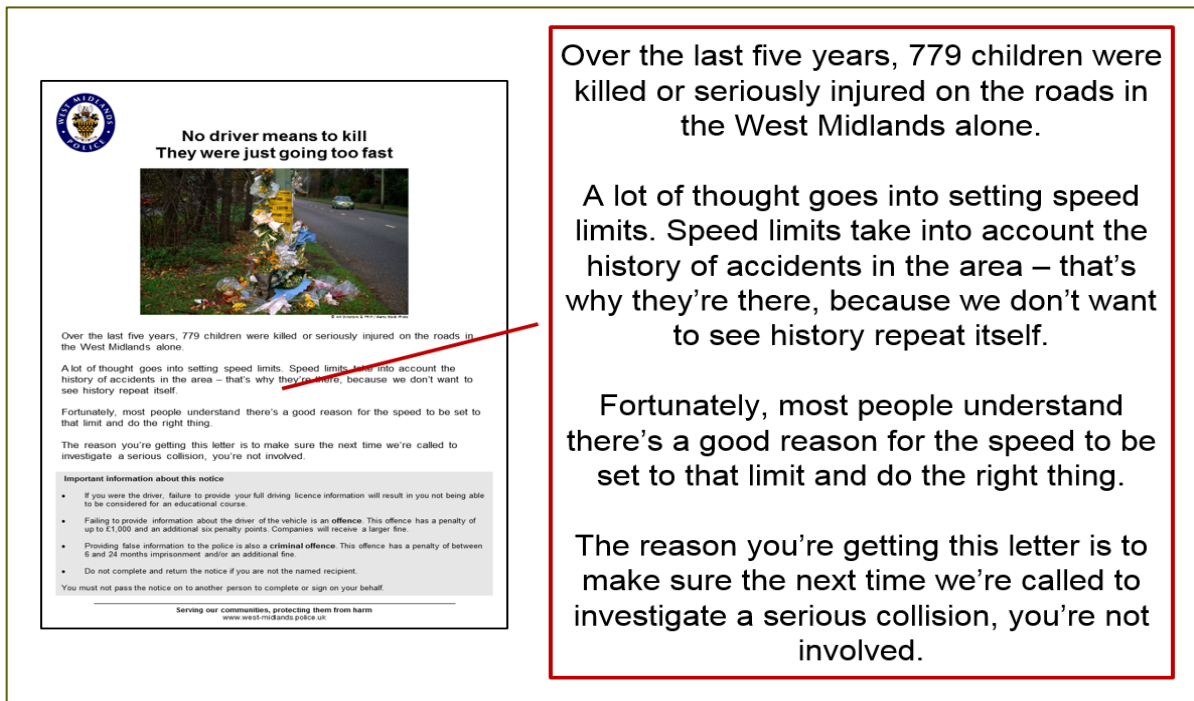 WEST MIDLANDS
POLICE
No driver means to kill
They were just going too fast
Over the last five years, 779 children were killed or seriously injured on the roads in
the West Midlands alone.
A lot of thought goes into setting speed limits. Speed limits take into account the
history of accidents in the area – that’s why they’re there, because we don’t want to
see history repeat itself.
Fortunately, most people understand there’s a good reason for the speed to be set to
that limit and do the right thing.
The reason you’re getting this letter is to make sure the next time we’re called to
investigate a serious collision, you’re not involved.
Important information about this notice
• If you were the driver, failure to provide your full driving licence information will result in you not being able
to be considered for an educational course.
• Failing to provide information about the driver of the vehicle is an offence. This offence has a penalty of
up to £1,000 and an additional six penalty points. Companies will receive a larger fine.
• Providing false information to the police is also a criminal offence. This offence has a penalty of between
6 and 24 months imprisonment and/or an additional fine.
• Do not complete and return the notice if you are not the named recipient.
You must not pass the notice on to another person to complete or sign on your behalf.
Serving our communities, protecting them from harm
www.west-midlands.police.uk
Over the last five years, 779 children were
killed or seriously injured on the roads in
the West Midlands alone.
A lot of thought goes into setting speed
limits. Speed limits take into account the
history of accidents in the area – that’s
why they’re there, because we don’t want
to see history repeat itself.
Fortunately, most people understand
there’s a good reason for the speed to be
set to that limit and do the right thing.
The reason you’re getting this letter is to
make sure the next time we’re called to
investigate a serious collision, you’re not
involved.